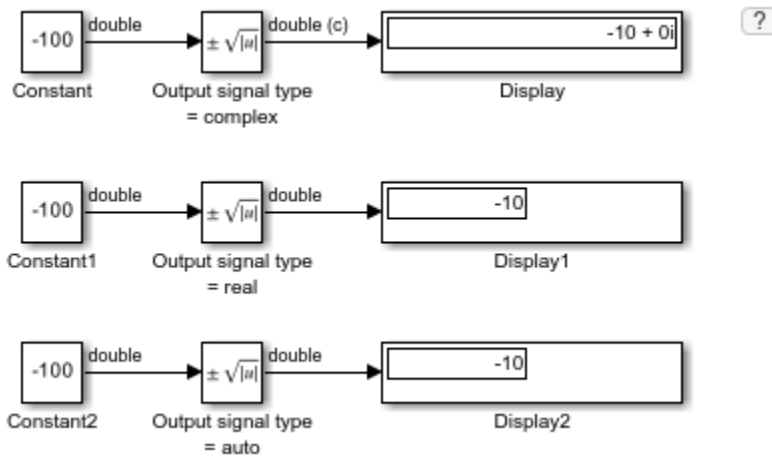 -100 double ± √|u| double (c) -10 + 0i ?
Constant Output signal type Display
= complex
-100 double ± √|u| double -10
Constant1 Output signal type Display1
= real
-100 double ± √|u| double -10
Constant2 Output signal type Display2
= auto